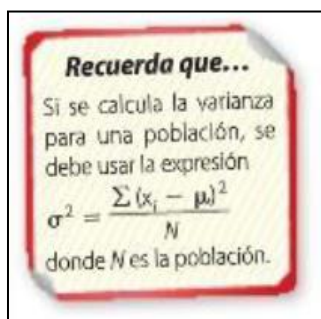 Recuerda que...
Si se calcula la varianza
para una población, se
debe usar la expresión
σ² = Σ (xᵢ − μ)² / N
donde N es la población.